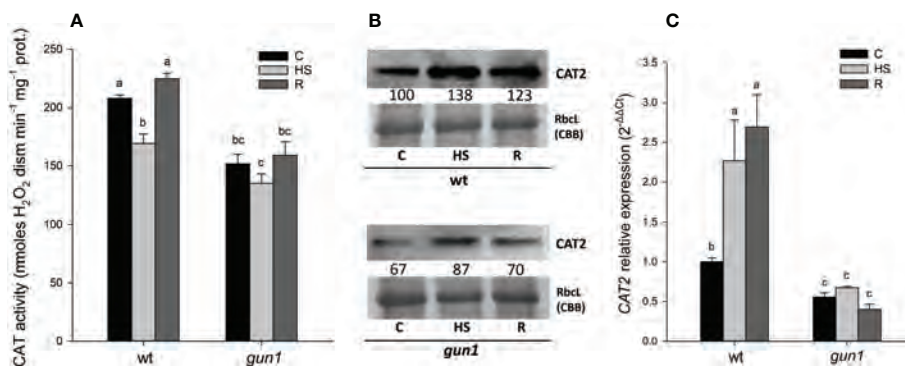 A
CAT activity (nmoles H₂O₂ dism min⁻¹ mg⁻¹ prot.)
250
200
150
100
50
0
C
HS
R
a
b
a
bc
c
bc
wt
gun1
B
CAT2
100 138 123
RbcL
(CBB)
C HS R
wt
CAT2
67 87 70
RbcL
(CBB)
C HS R
gun1
C
CAT2 relative expression (2^-ΔΔCt)
3.5
3.0
2.5
2.0
1.5
1.0
0.5
0.0
C
HS
R
b
a
a
c
c
c
wt
gun1